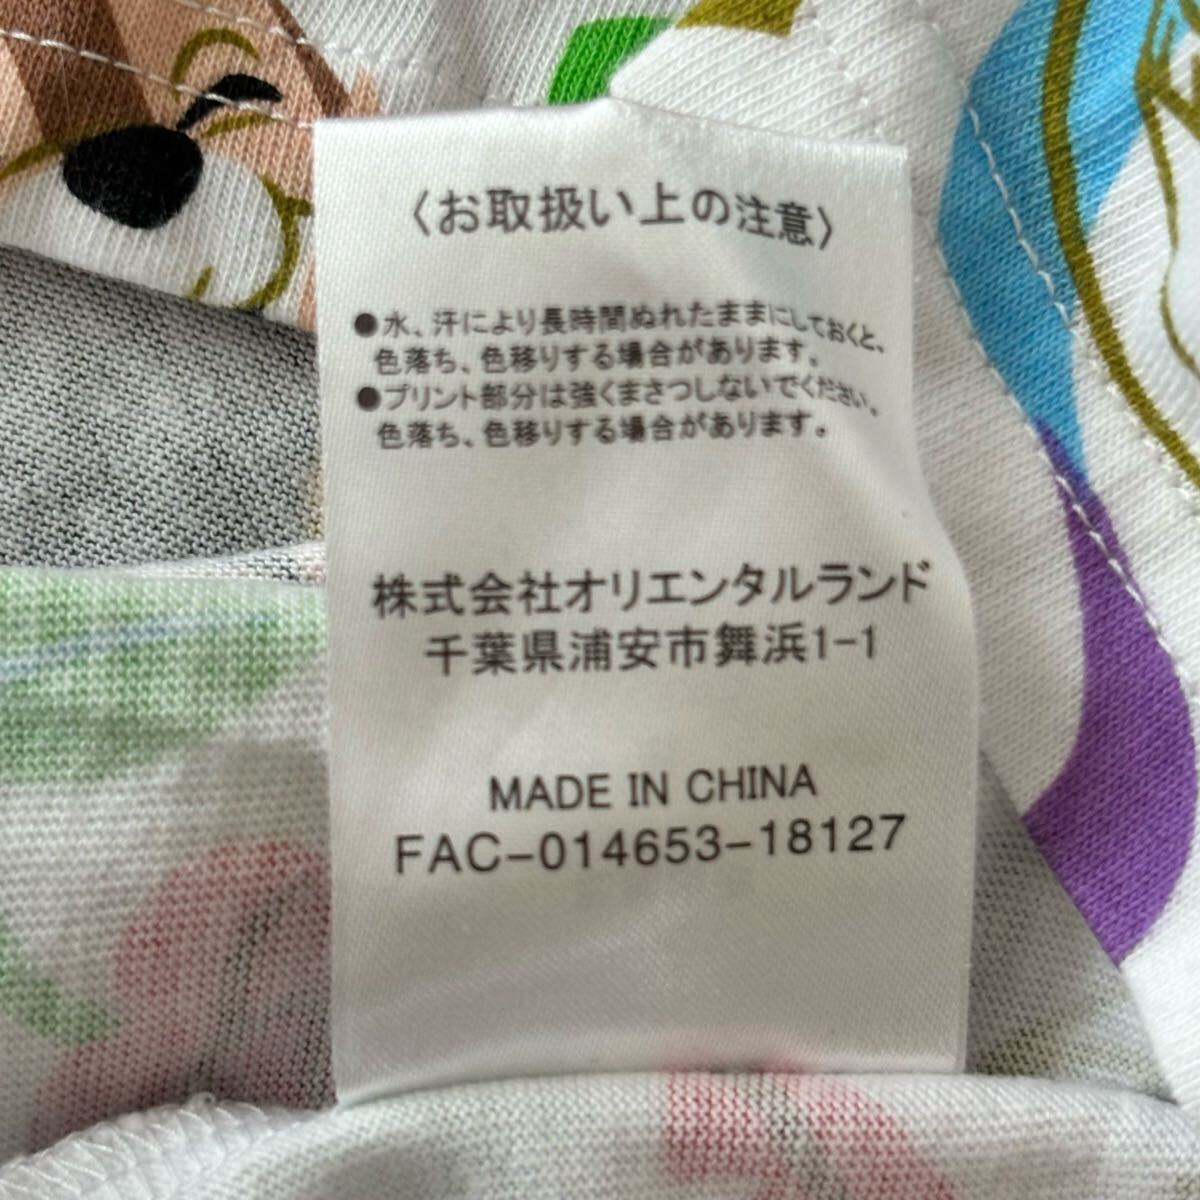 〈お取扱い上の注意〉
●水、汗により長時間ぬれたままにしておくと、
色落ち、色移りする場合があります。
●プリント部分は強くまさつしないでください。
色落ち、色移りする場合があります。
株式会社オリエンタルランド
千葉県浦安市舞浜1-1
MADE IN CHINA
FAC-014653-18127